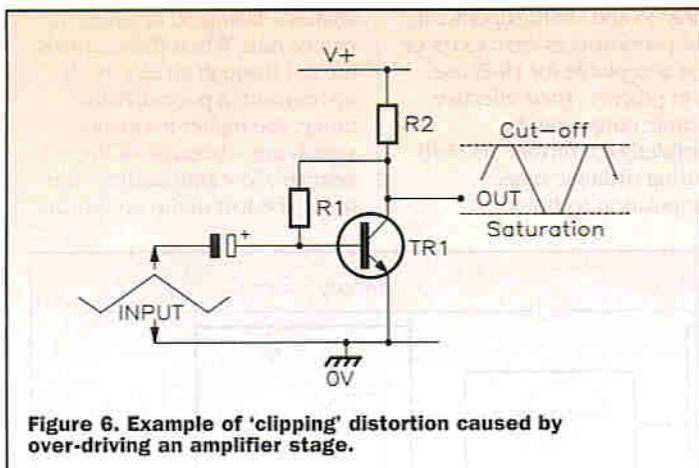 V+
R2
Cut-off
R1
OUT
Saturation
TR1
+
INPUT
0V
Figure 6. Example of ‘clipping’ distortion caused by
over-driving an amplifier stage.